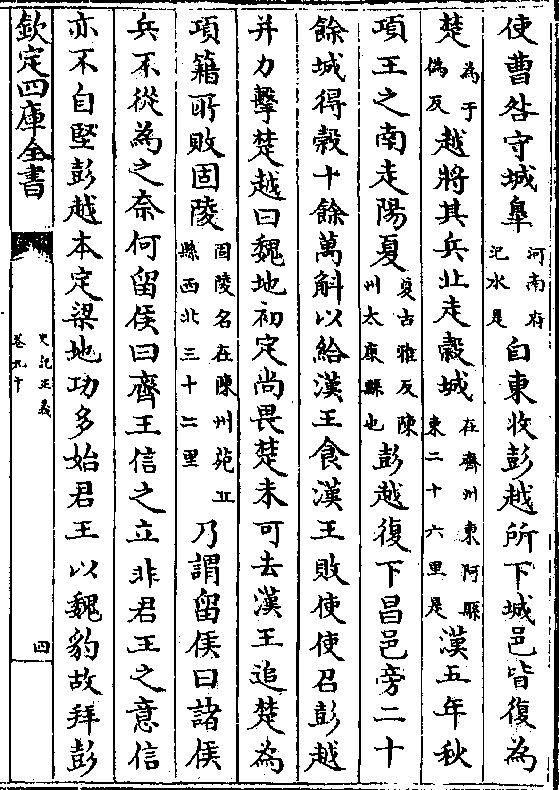 使曹咎守城臯河南府汜水是自東收彭越所下城邑皆復為
楚為于偽反越將其兵北走穀城在齊州東阿縣東二十六里是漢五年秋
項王之南走陽夏夏古雅反陳州太康縣也彭越復下昌邑旁二十
餘城得穀十餘萬斛以給漢王食漢王敗使使召彭越
并力擊楚越曰魏地初定尚畏楚未可去漢王追楚為
項籍所敗固陵固陵名在陳州菀丘縣西北三十二里乃謂留侯曰諸侯
兵不從為之奈何留侯曰齊王信之立非君王之意信
亦不自堅彭越本定梁地功多始君王以魏豹故拜彭
欽定四庫全書
史記正義
卷九十
四